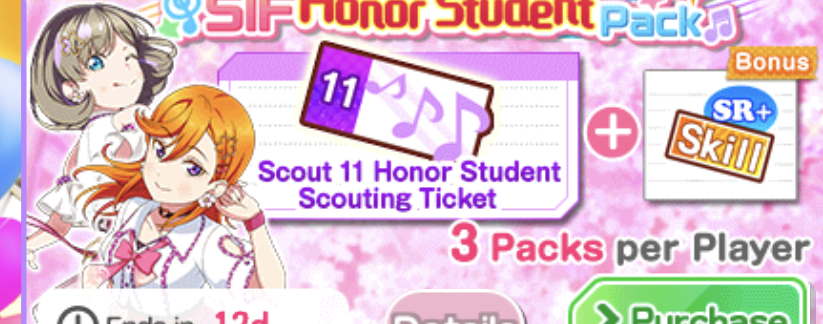 SIF Honor Student Pack
Bonus
11
SR+
Skill
Scout 11 Honor Student
Scouting Ticket
3 Packs per Player
Ends in 12d
Details
Purchase